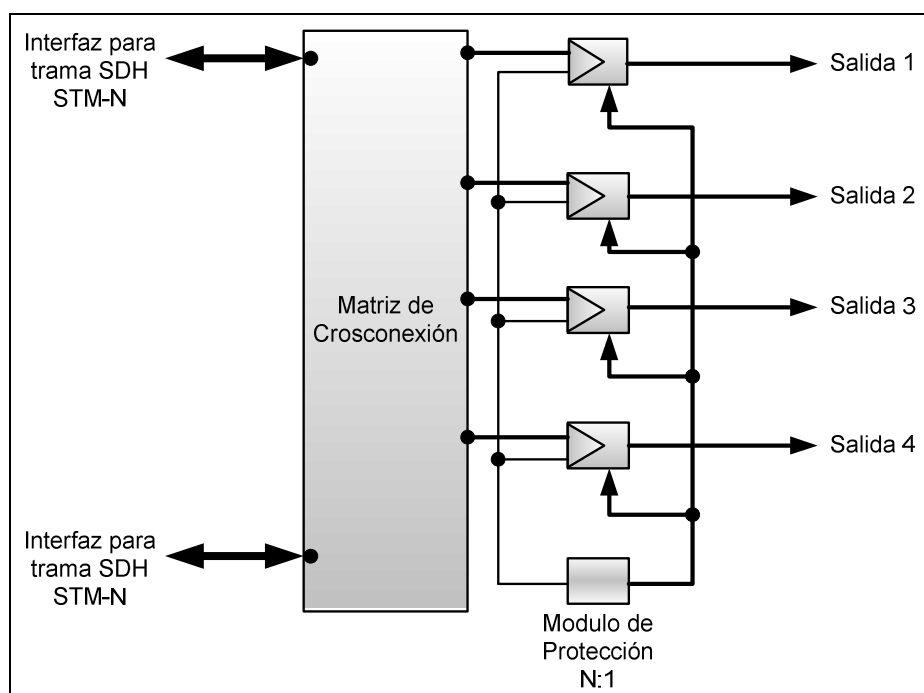 Interfaz para
trama SDH
STM-N
Salida 1
Salida 2
Matriz de
Crosconexión
Salida 3
Salida 4
Interfaz para
trama SDH
STM-N
Modulo de
Protección
N:1